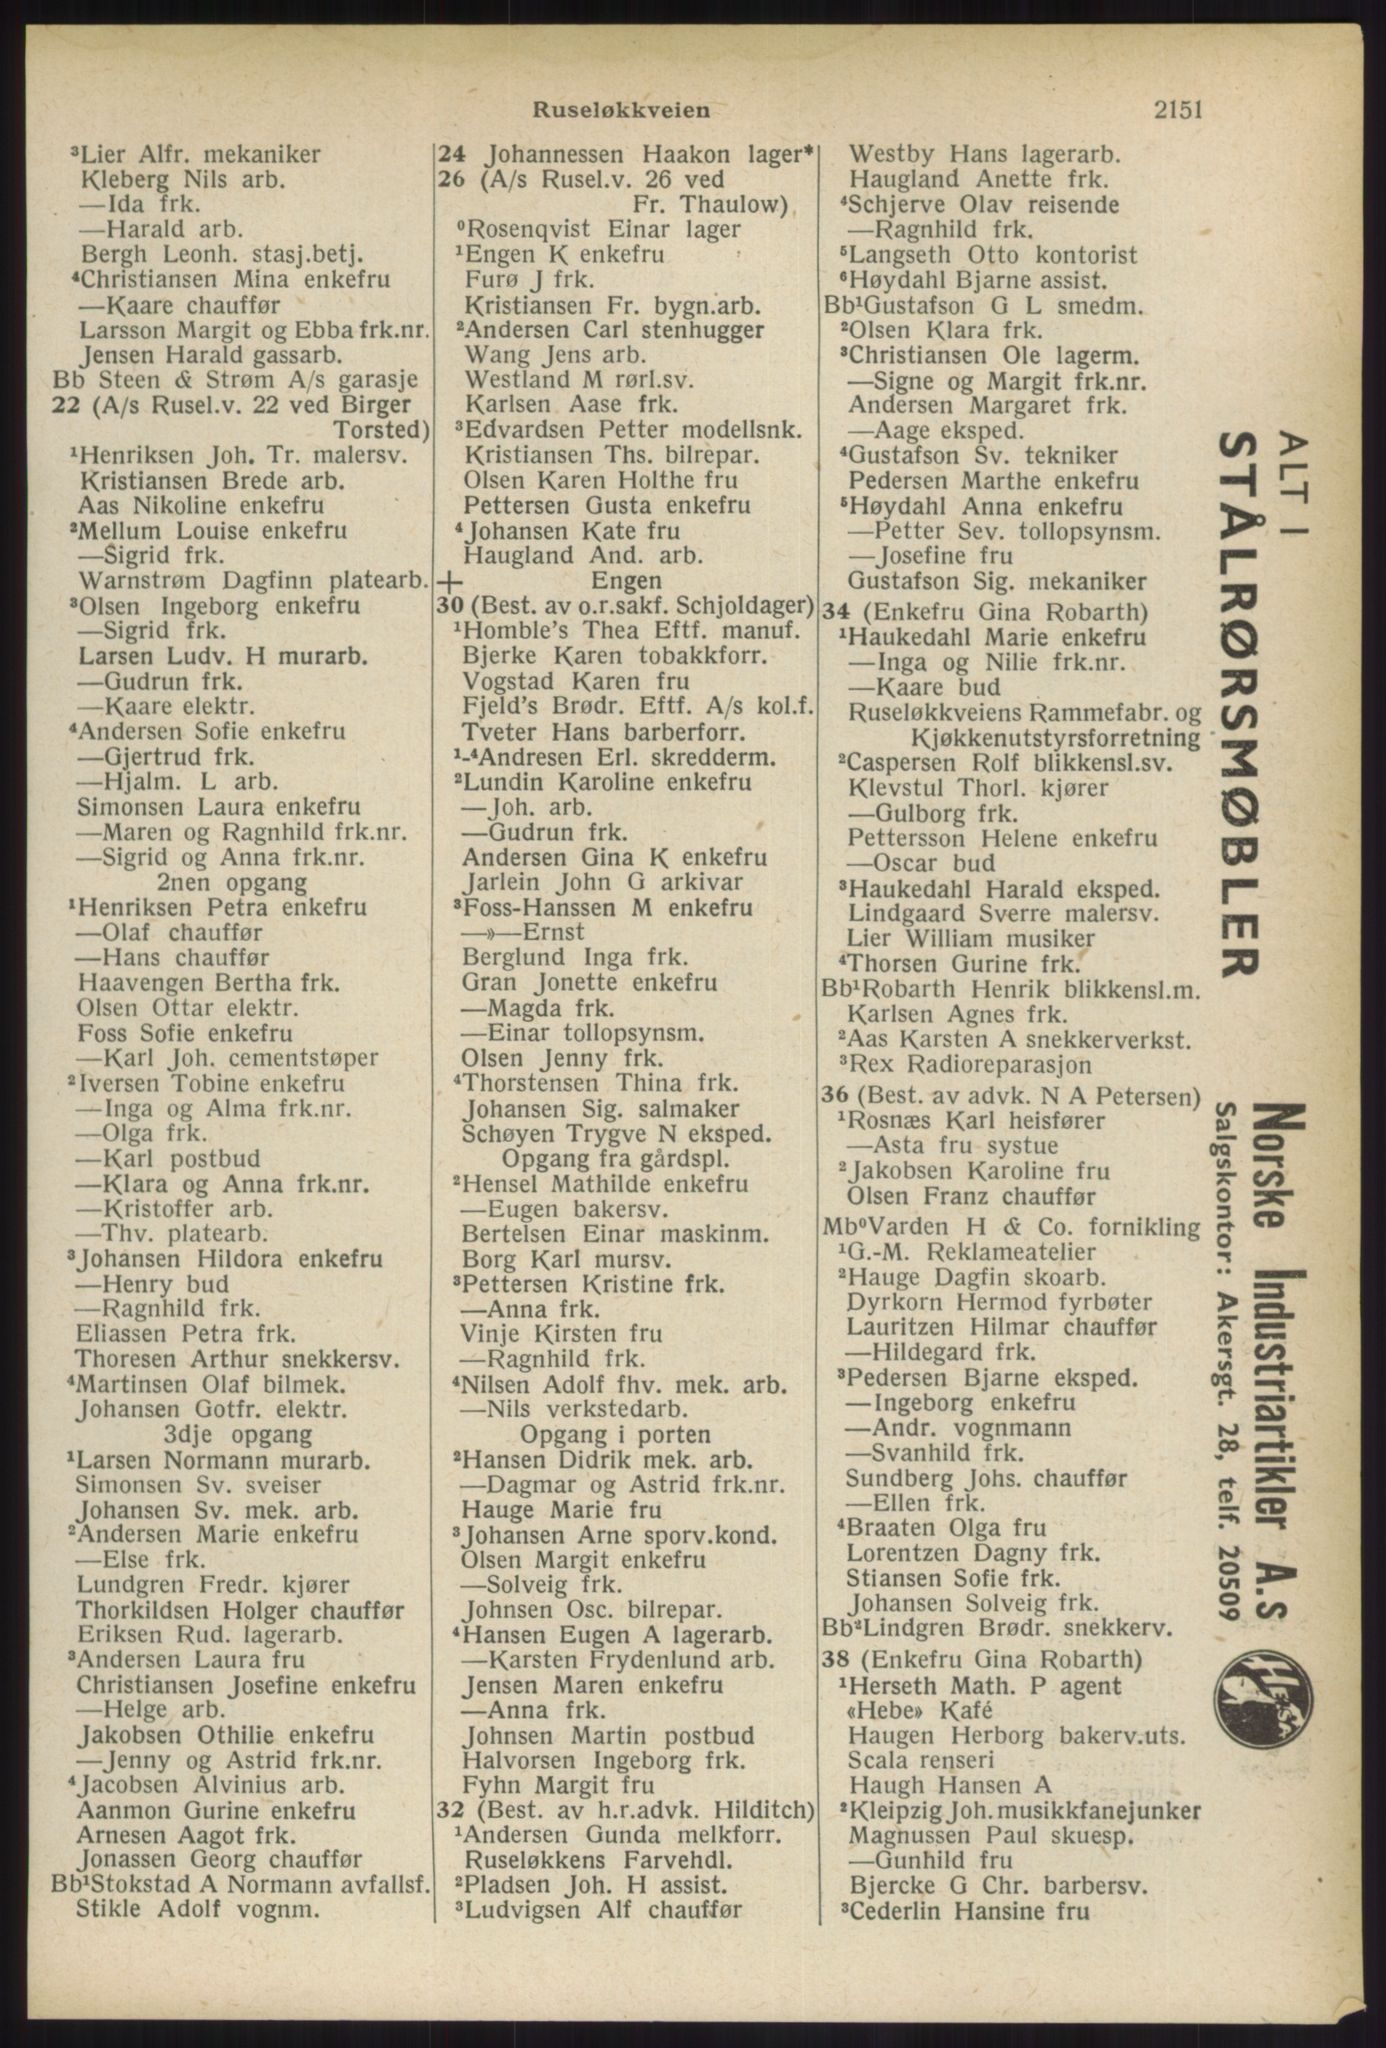 Ruseløkkveien 2151
³Lier Alfr. mekaniker
Kleberg Nils arb.
—Ida frk.
—Harald arb.
Bergh Leonh. stasj.betj.
⁴Christiansen Mina enkefru
—Kaare chauffør
Larsson Margit og Ebba frk.nr.
Jensen Harald gassarb.
Bb Steen & Strøm A/s garasje
22 (A/s Rusel.v. 22 ved Birger
Torsted)
¹Henriksen Joh. Tr. malersv.
Kristiansen Brede arb.
Aas Nikoline enkefru
²Mellum Louise enkefru
—Sigrid frk.
Warnstrøm Dagfinn platearb.
³Olsen Ingeborg enkefru
—Sigrid frk.
Larsen Ludv. H murarb.
—Gudrun frk.
—Kaare elektr.
⁴Andersen Sofie enkefru
—Gjertrud frk.
—Hjalm. L arb.
Simonsen Laura enkefru
—Maren og Ragnhild frk.nr.
—Sigrid og Anna frk.nr.
2nen opgang
¹Henriksen Petra enkefru
—Olaf chauffør
—Hans chauffør
Haavengen Bertha frk.
Olsen Ottar elektr.
Foss Sofie enkefru
—Karl Joh. cementstøper
²Iversen Tobine enkefru
—Inga og Alma frk.nr.
—Olga frk.
—Karl postbud
—Klara og Anna frk.nr.
—Kristoffer arb.
—Thv. platearb.
³Johansen Hildora enkefru
—Henry bud
—Ragnhild frk.
Eliassen Petra frk.
Thoresen Arthur snekkersv.
⁴Martinsen Olaf bilmek.
Johansen Gotfr. elektr.
3dje opgang
¹Larsen Normann murarb.
Simonsen Sv. sveiser
Johansen Sv. mek. arb.
²Andersen Marie enkefru
—Else frk.
Lundgren Fredr. kjører
Thorkildsen Holger chauffør
Eriksen Rud. lagerarb.
³Andersen Laura fru
Christiansen Josefine enkefru
—Helge arb.
Jakobsen Othilie enkefru
—Jenny og Astrid frk.nr.
⁴Jacobsen Alvinius arb.
Aanmon Gurine enkefru
Arnesen Aagot frk.
Jonassen Georg chauffør
Bb¹Stokstad A Normann avfallsf.
Stikle Adolf vognm.
24 Johannessen Haakon lager*
26 (A/s Rusel.v. 26 ved
Fr. Thaulow)
⁰Rosenqvist Einar lager
¹Engen K enkefru
Furø J frk.
Kristiansen Fr. bygn.arb.
²Andersen Carl stenhugger
Wang Jens arb.
Westland M rørl.sv.
Karlsen Aase frk.
³Edvardsen Petter modellsnk.
Kristiansen Ths. bilrepar.
Olsen Karen Holthe fru
Pettersen Gusta enkefru
⁴Johansen Kate fru
Haugland And. arb.
+ Engen
30 (Best. av o.r.sakf. Schjoldager)
¹Homble's Thea Eftf. manuf.
Bjerke Karen tobakkforr.
Vogstad Karen fru
Fjeld's Brødr. Eftf. A/s kol.f.
Tveter Hans barberforr.
¹-⁴Andresen Erl. skredderm.
²Lundin Karoline enkefru
—Joh. arb.
—Gudrun frk.
Andersen Gina K enkefru
Jarlein John G arkivar
³Foss-Hanssen M enkefru
—»—Ernst
Berglund Inga frk.
Gran Jonette enkefru
—Magda frk.
—Einar tollopsynsm.
Olsen Jenny frk.
⁴Thorstensen Thina frk.
Johansen Sig. salmaker
Schøyen Trygve N eksped.
Opgang fra gårdspl.
²Hensel Mathilde enkefru
—Eugen bakersv.
Bertelsen Einar maskinm.
Borg Karl mursv.
³Pettersen Kristine frk.
—Anna frk.
Vinje Kirsten fru
—Ragnhild frk.
⁴Nilsen Adolf fhv. mek. arb.
—Nils verkstedarb.
Opgang i porten
²Hansen Didrik mek. arb.
—Dagmar og Astrid frk.nr.
Hauge Marie fru
³Johansen Arne sporv.kond.
Olsen Margit enkefru
—Solveig frk.
Johnsen Osc. bilrepar.
⁴Hansen Eugen A lagerarb.
—Karsten Frydenlund arb.
Jensen Maren enkefru
—Anna frk.
Johnsen Martin postbud
Halvorsen Ingeborg frk.
Fyhn Margit fru
32 (Best. av h.r.advk. Hilditch)
¹Andersen Gunda melkforr.
Ruseløkkens Farvehdl.
²Pladsen Joh. H assist.
³Ludvigsen Alf chauffør
Westby Hans lagerarb.
Haugland Anette frk.
⁴Schjerve Olav reisende
—Ragnhild frk.
⁵Langseth Otto kontorist
⁶Høydahl Bjarne assist.
Bb¹Gustafson G L smedm.
²Olsen Klara frk.
³Christiansen Ole lagerm.
—Signe og Margit frk.nr.
Andersen Margaret frk.
—Aage eksped.
⁴Gustafson Sv. tekniker
Pedersen Marthe enkefru
⁵Høydahl Anna enkefru
—Petter Sev. tollopsynsm.
—Josefine fru
Gustafson Sig. mekaniker
34 (Enkefru Gina Robarth)
¹Haukedahl Marie enkefru
—Inga og Nilie frk.nr.
—Kaare bud
Ruseløkkveiens Rammefabr. og
Kjøkkenutstyrsforretning
²Caspersen Rolf blikkensl.sv.
Klevstul Thorl. kjører
—Gulborg frk.
Pettersson Helene enkefru
—Oscar bud
³Haukedahl Harald eksped.
Lindgaard Sverre malersv.
Lier William musiker
⁴Thorsen Gurine frk.
Bb¹Robarth Henrik blikkensl.m.
Karlsen Agnes frk.
²Aas Karsten A snekkerverkst.
³Rex Radioreparasjon
36 (Best. av advk. N A Petersen)
¹Rosnæs Karl heisfører
—Asta fru systue
²Jakobsen Karoline fru
Olsen Franz chauffør
Mb⁰Varden H & Co. fornikling
¹G.-M. Reklameatelier
²Hauge Dagfin skoarb.
Dyrkorn Hermod fyrbøter
Lauritzen Hilmar chauffør
—Hildegard frk.
³Pedersen Bjarne eksped.
—Ingeborg enkefru
—Andr. vognmann
—Svanhild frk.
Sundberg Johs. chauffør
—Ellen frk.
⁴Braaten Olga fru
Lorentzen Dagny frk.
Stiansen Sofie frk.
Johansen Solveig frk.
Bb²Lindgren Brødr. snekkerv.
38 (Enkefru Gina Robarth)
¹Herseth Math. P agent
«Hebe» Kafé
Haugen Herborg bakerv.uts.
Scala renseri
Haugh Hansen A
²Kleipzig Joh. musikkfanejunker
Magnussen Paul skuesp.
—Gunhild fru
Bjercke G Chr. barbersv.
³Cederlin Hansine fru
ALT I
STÅLRØRSMØBLER
Norske Industriartikler A.s
Salgskontor: Akersgt. 28, telf. 20509